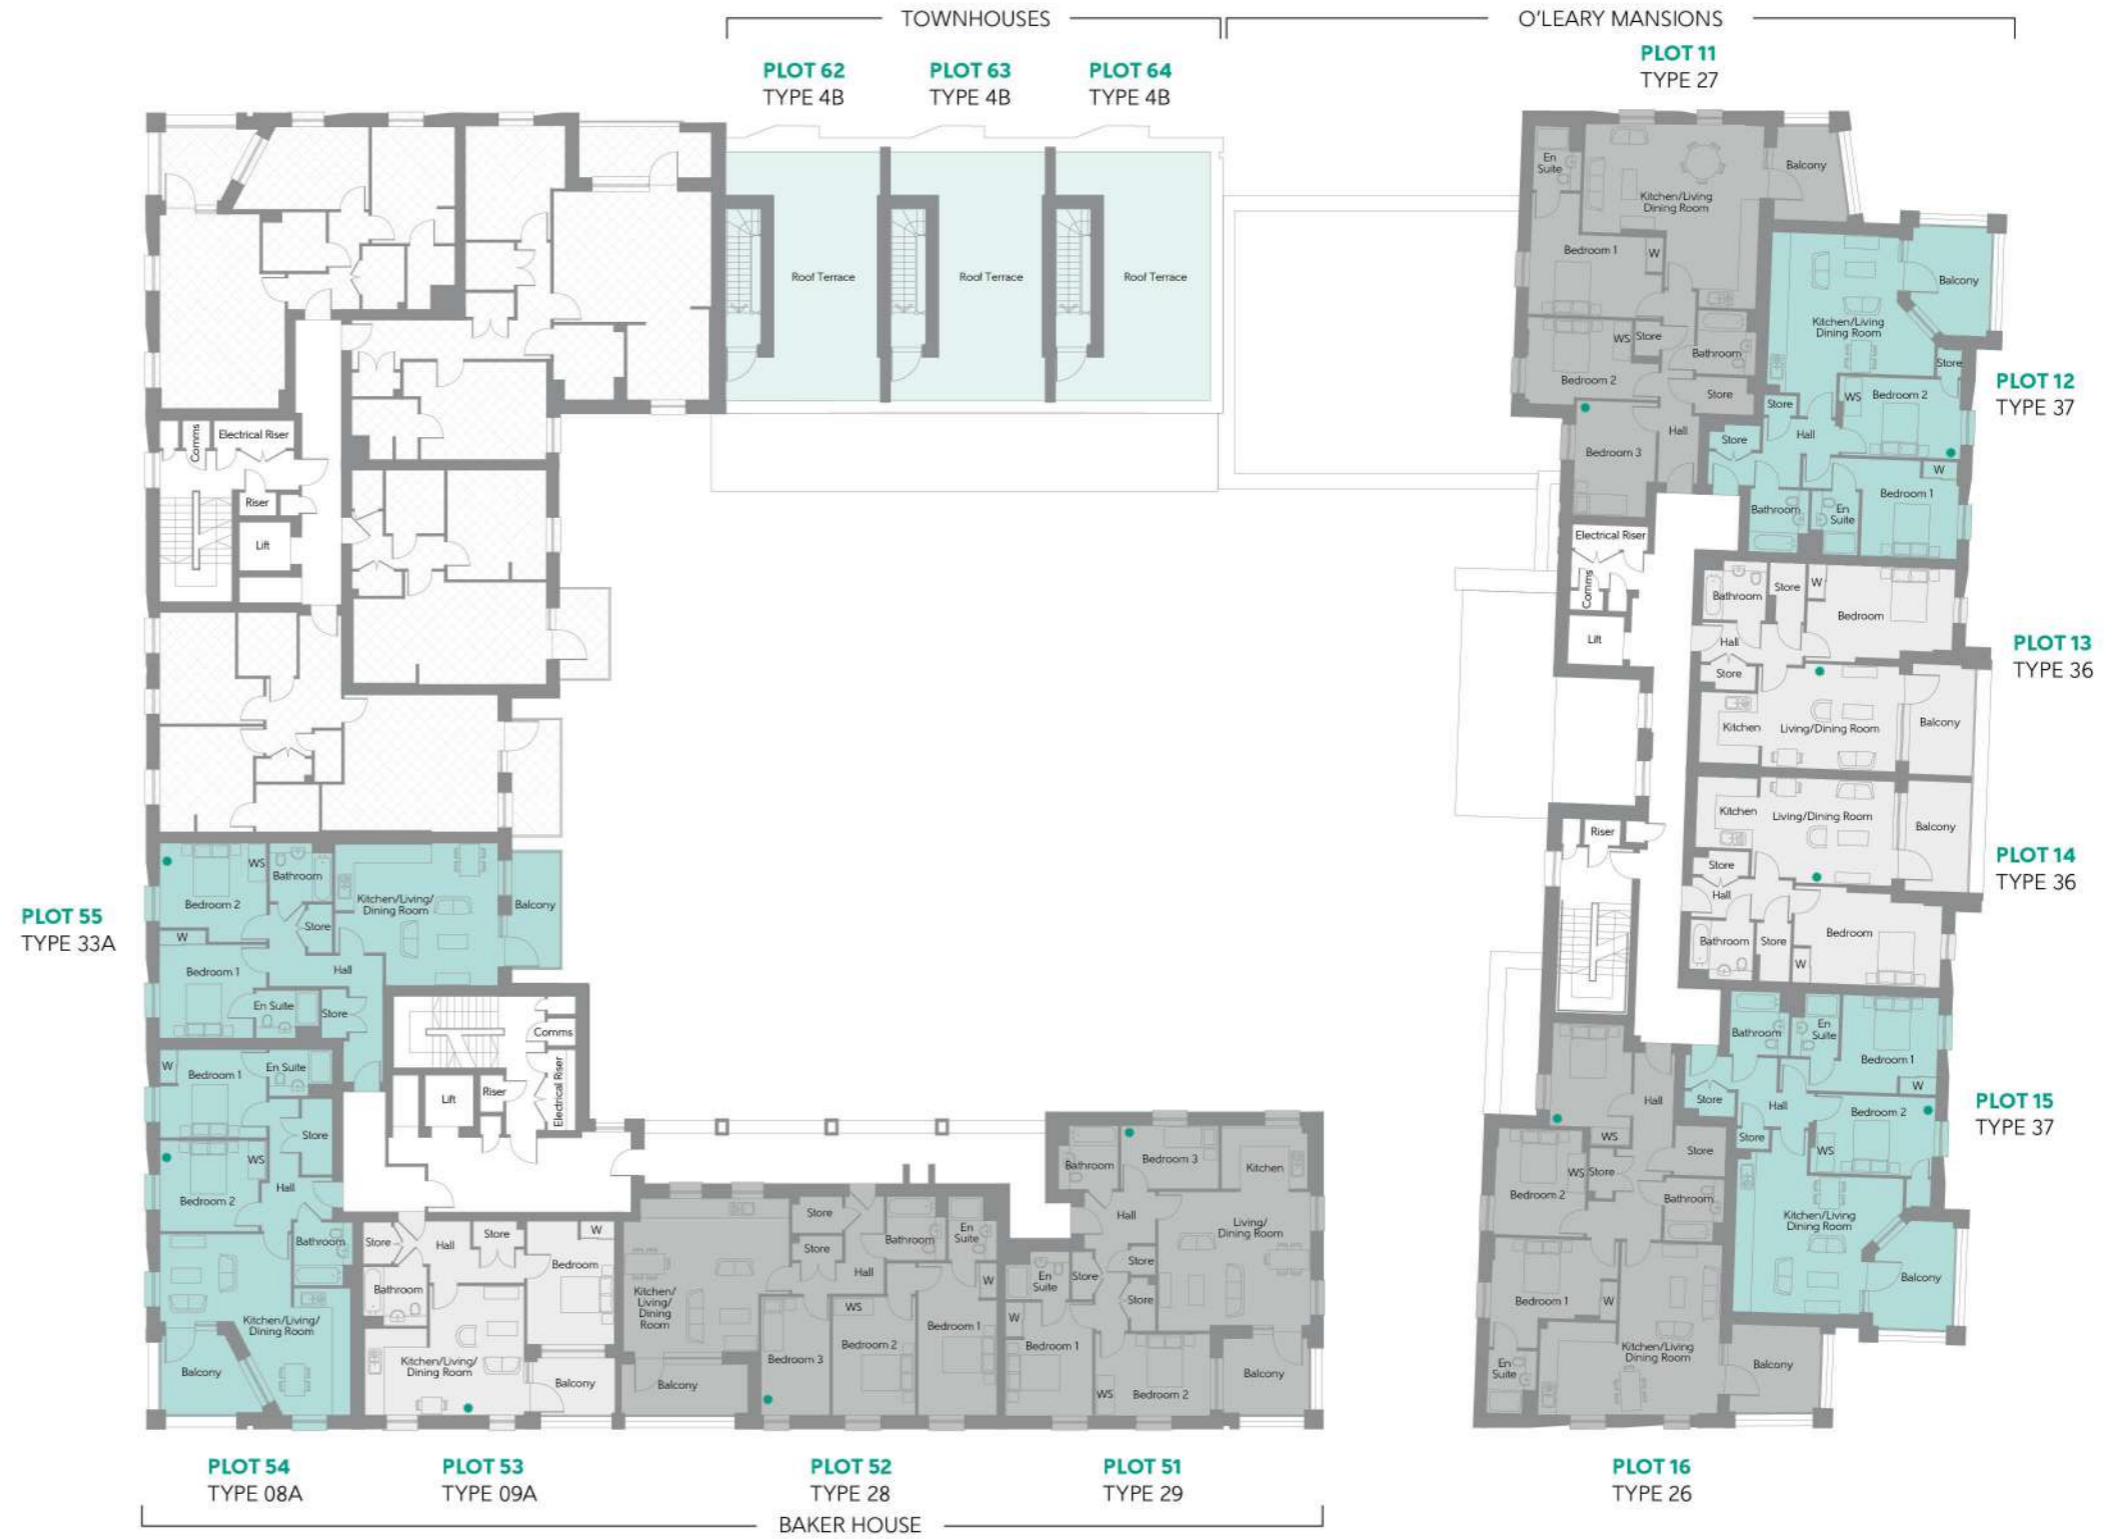 TOWNHOUSES
O'LEARY MANSIONS
PLOT 62
TYPE 4B
PLOT 63
TYPE 4B
PLOT 64
TYPE 4B
PLOT 11
TYPE 27
Roof Terrace
Roof Terrace
Roof Terrace
En
Suite
Kitchen/Living
Dining Room
Balcony
Bedroom 1
W
WS
Store
Bathroom
Bedroom 2
Store
Bedroom 3
Hall
Kitchen/Living
Dining Room
Balcony
Store
WS
Bedroom 2
Store
Hall
Store
W
Bedroom 1
Bathroom
En
Suite
PLOT 12
TYPE 37
Electrical Riser
Comms
Lift
Riser
Bathroom
Store
W
Bedroom
Hall
Store
Kitchen
Living/Dining Room
Balcony
PLOT 13
TYPE 36
Kitchen
Living/Dining Room
Balcony
Store
Hall
Bathroom
Store
W
Bedroom
PLOT 14
TYPE 36
Bathroom
En
Suite
Bedroom 1
W
Store
Hall
Bedroom 2
Store
WS
Kitchen/Living
Dining Room
Balcony
PLOT 15
TYPE 37
Hall
WS
Store
Bedroom 2
WS
Store
Bathroom
Bedroom 1
W
Kitchen/Living
Dining Room
En
Suite
Balcony
PLOT 16
TYPE 26
Comms
Electrical Riser
Riser
Lift
PLOT 55
TYPE 33A
WS
Bathroom
Bedroom 2
Kitchen/Living/
Dining Room
Balcony
Store
W
Bedroom 1
Hall
En Suite
Store
Comms
Electrical Riser
Riser
Lift
W
Bedroom 1
En Suite
Store
WS
Bedroom 2
Hall
Bathroom
Kitchen/Living/
Dining Room
Balcony
Store
Hall
Store
W
Bedroom
Bathroom
Kitchen/Living/
Dining Room
Balcony
Store
Bathroom
En
Suite
Store
Hall
W
Kitchen/
Living/
Dining
Room
WS
Bedroom 1
Bedroom 2
Bedroom 3
Balcony
Bathroom
Bedroom 3
Kitchen
Hall
Living/
Dining Room
En
Suite
Store
Store
Store
W
Bedroom 1
WS
Bedroom 2
Balcony
PLOT 54
TYPE 08A
PLOT 53
TYPE 09A
PLOT 52
TYPE 28
PLOT 51
TYPE 29
BAKER HOUSE